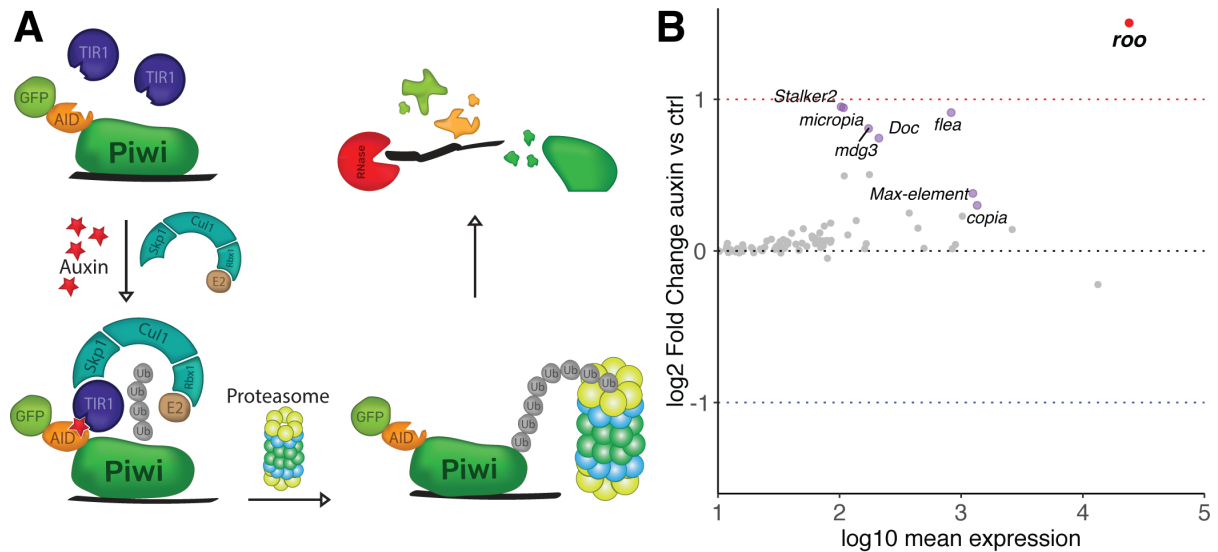 A
TIR1
TIR1
GFP
AID
Piwi
Auxin
Skp1
Cul1
Rbx1
E2
Skp1
Cul1
Rbx1
TIR1
E2
Ub
Ub
Ub
Ub
GFP
AID
Piwi
Proteasome
GFP
AID
Piwi
Ub
Ub
Ub
Ub
Ub
Ub
Ub
Ub
RNase
B
log2 Fold Change auxin vs ctrl
1
0
-1
roo
Stalker2
micropia
Doc
mdg3
flea
Max-element
copia
1
2
3
4
5
log10 mean expression